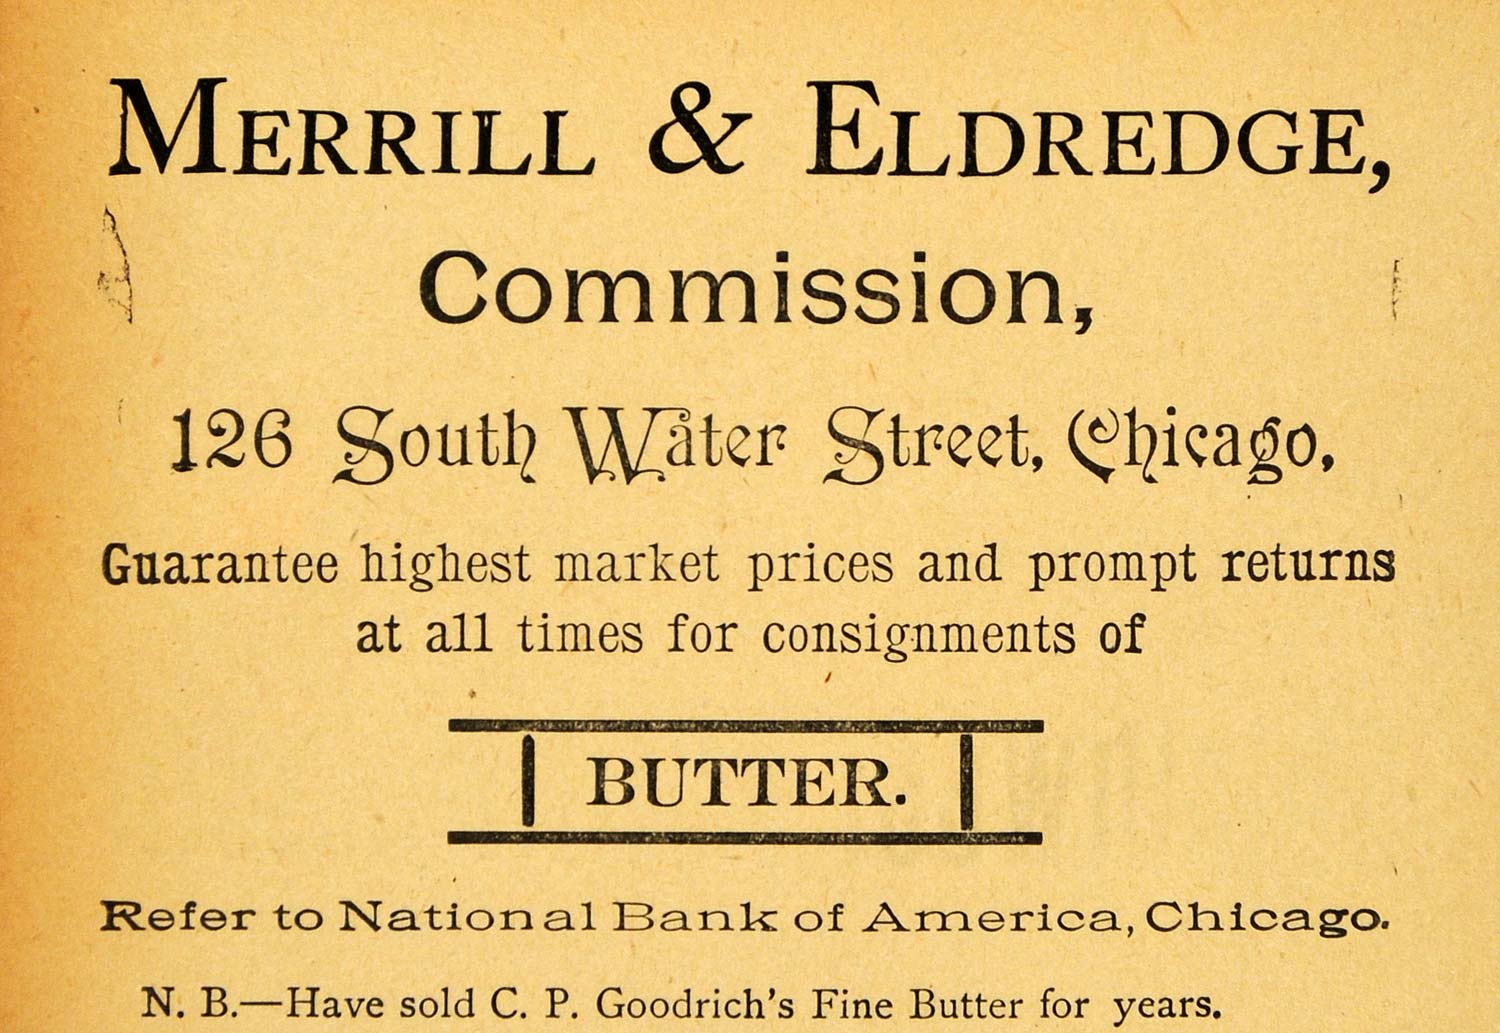 MERRILL & ELDREDGE,
Commission,
126 South Water Street, Chicago.
Guarantee highest market prices and prompt returns
at all times for consignments of
BUTTER.
Refer to National Bank of America, Chicago.
N. B.—Have sold C. P. Goodrich's Fine Butter for years.